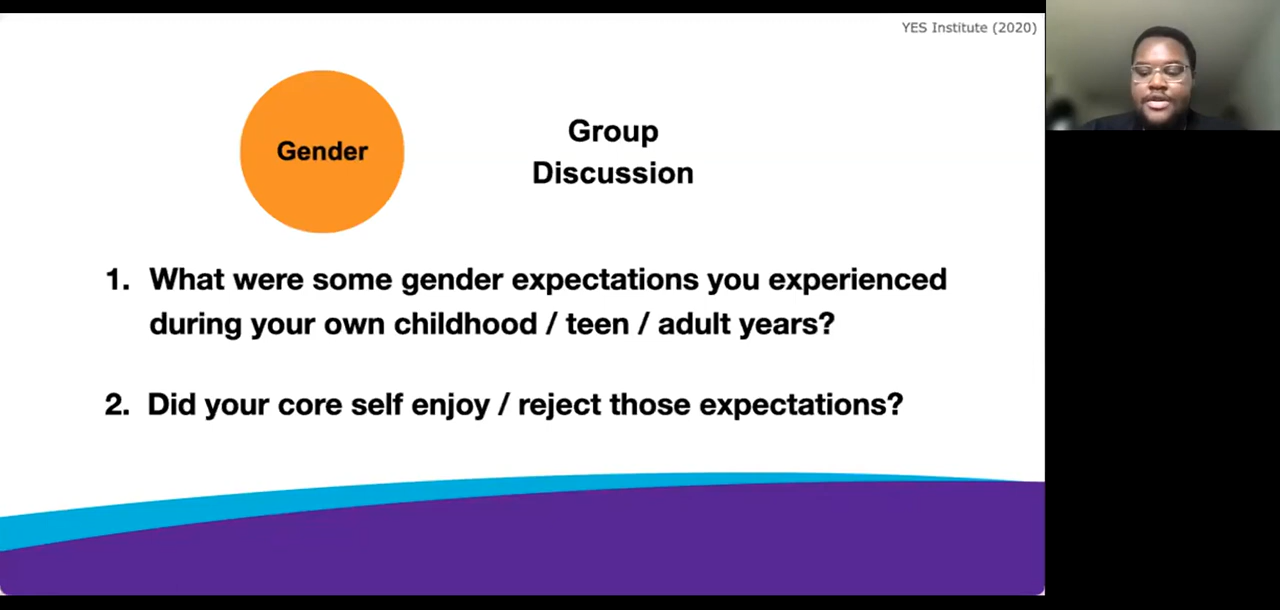 YES Institute (2020)
Gender
Group
Discussion
1. What were some gender expectations you experienced
during your own childhood / teen / adult years?
2. Did your core self enjoy / reject those expectations?